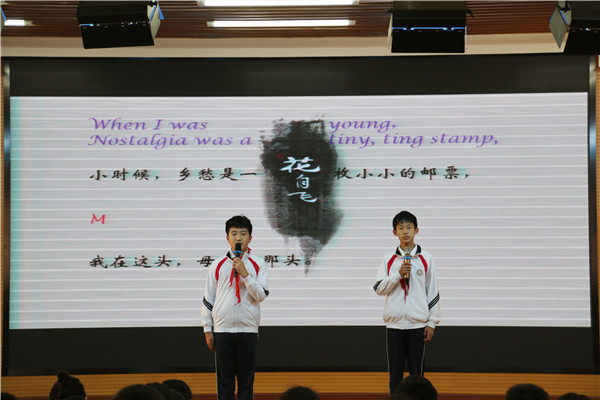 When I was young,
Nostalgia was a tiny, ting stamp,
小时候，乡愁是一枚小小的邮票，
花自飞
M
我在这头，母那头。